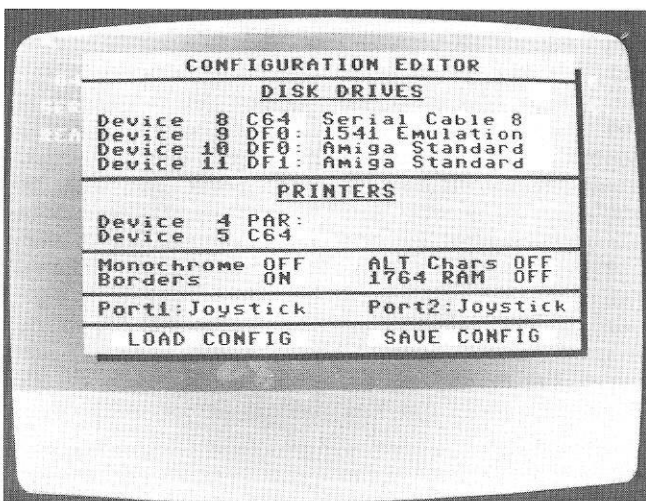 CONFIGURATION EDITOR
DISK DRIVES
Device 8 C64 Serial Cable 8
Device 9 DF0: 1541 Emulation
Device 10 DF0: Amiga Standard
Device 11 DF1: Amiga Standard
PRINTERS
Device 4 PAR:
Device 5 C64
Monochrome OFF ALT Chars OFF
Borders ON 1764 RAM OFF
Port1:Joystick Port2:Joystick
LOAD CONFIG SAVE CONFIG